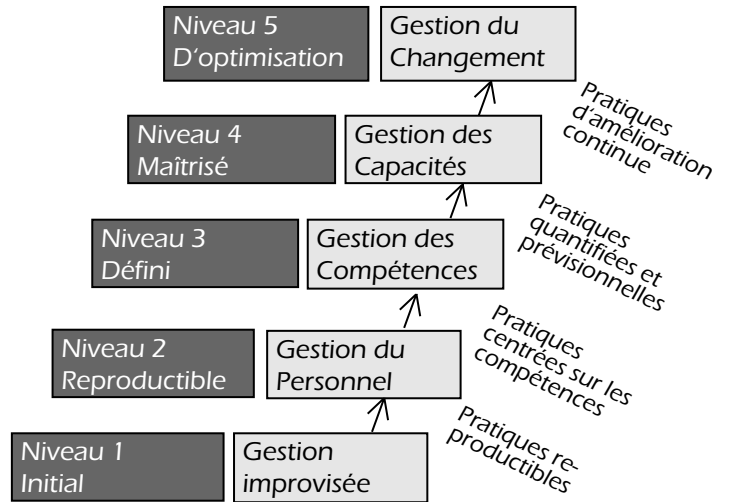 Niveau 5
D'optimisation
Gestion du
Changement
Pratiques
d'amélioration
continue
Niveau 4
Maîtrisé
Gestion des
Capacités
Pratiques
quantifiées et
prévisionnelles
Niveau 3
Défini
Gestion des
Compétences
Pratiques
centrées sur les
compétences
Niveau 2
Reproductible
Gestion du
Personnel
Pratiques re-
productibles
Niveau 1
Initial
Gestion
improvisée